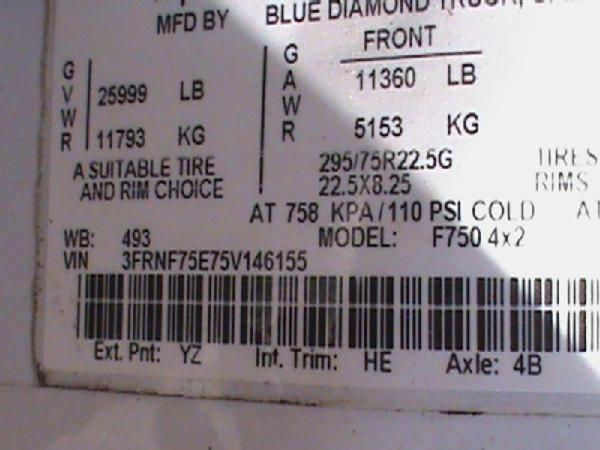 MFD BY BLUE DIAMOND TRUCK,
G V W R 25999 LB
11793 KG
G A W R FRONT
11360 LB
5153 KG
A SUITABLE TIRE
AND RIM CHOICE
295/75R22.5G TIRES
22.5X8.25 RIMS
AT 758 KPA/110 PSI COLD
WB: 493 MODEL: F750 4x2
VIN 3FRNF75E75V146155
Ext. Pnt: YZ Int. Trim: HE Axle: 4B